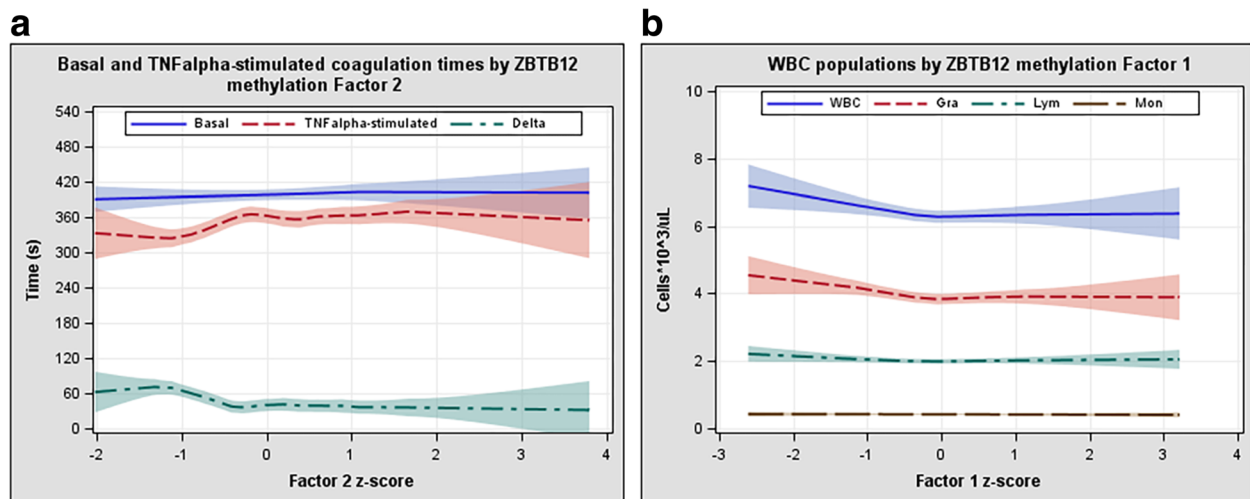 a
Basal and TNFalpha-stimulated coagulation times by ZBTB12
methylation Factor 2
Basal TNFalpha-stimulated Delta
Time (s)
540
480
420
360
300
240
180
120
60
0
-2 -1 0 1 2 3 4
Factor 2 z-score
b
WBC populations by ZBTB12 methylation Factor 1
WBC Gra Lym Mon
Cells*10^3/uL
10
8
6
4
2
0
-3 -2 -1 0 1 2 3 4
Factor 1 z-score